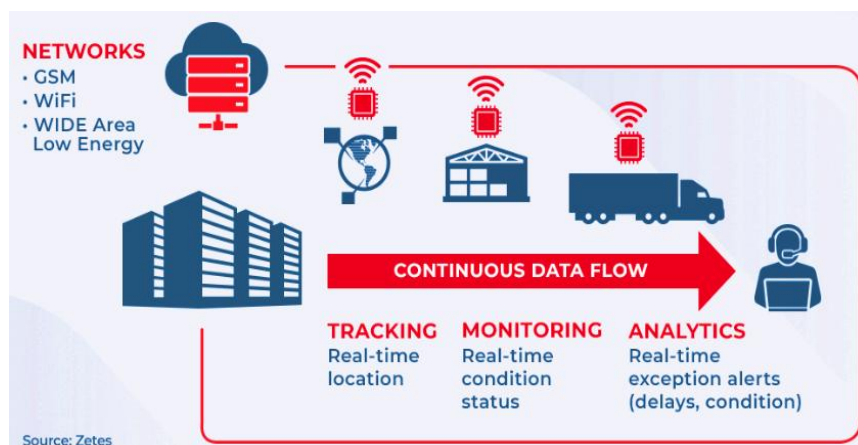 NETWORKS
• GSM
• WiFi
• WIDE Area
Low Energy
CONTINUOUS DATA FLOW
TRACKING
Real-time
location
MONITORING
Real-time
condition
status
ANALYTICS
Real-time
exception alerts
(delays, condition)
Source: Zetes